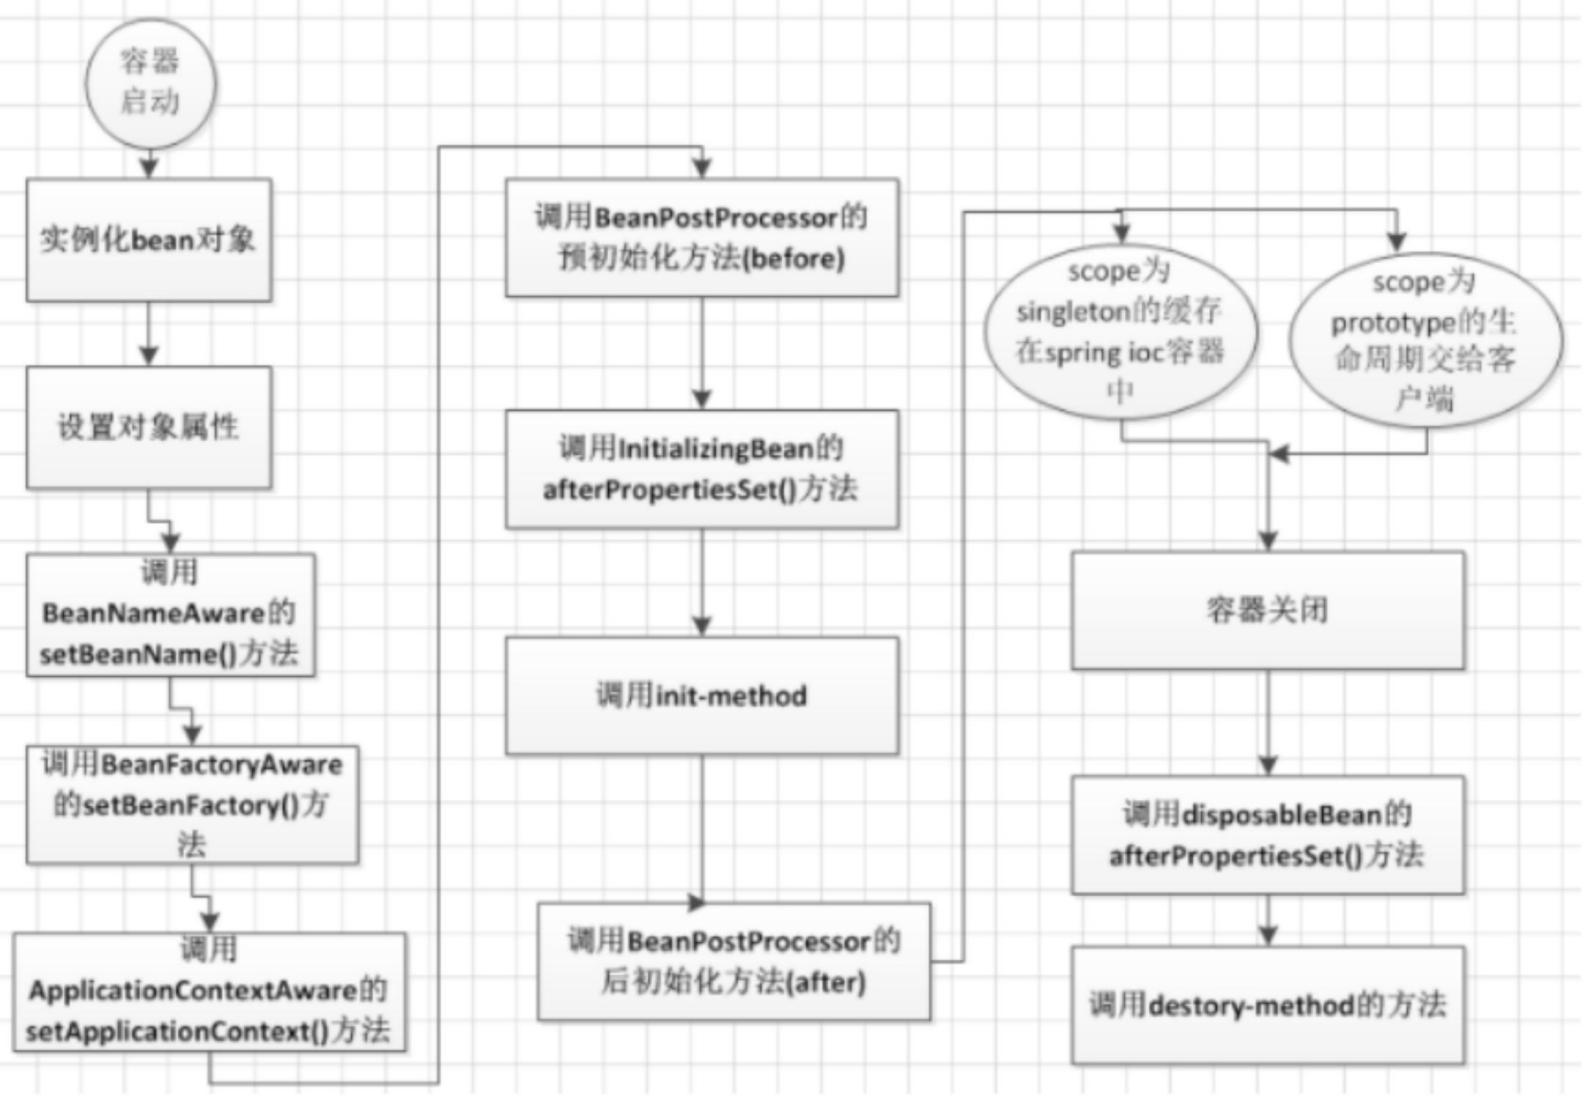 容器
启动
实例化bean对象
设置对象属性
调用
BeanNameAware的
setBeanName()方法
调用BeanFactoryAware
的setBeanFactory()方
法
调用
ApplicationContextAware的
setApplicationContext()方法
调用BeanPostProcessor的
预初始化方法(before)
调用InitializingBean的
afterPropertiesSet()方法
调用init-method
调用BeanPostProcessor的
后初始化方法(after)
scope为
singleton的缓存
在spring ioc容器
中
scope为
prototype的生
命周期交给客
户端
容器关闭
调用disposableBean的
afterPropertiesSet()方法
调用destory-method的方法